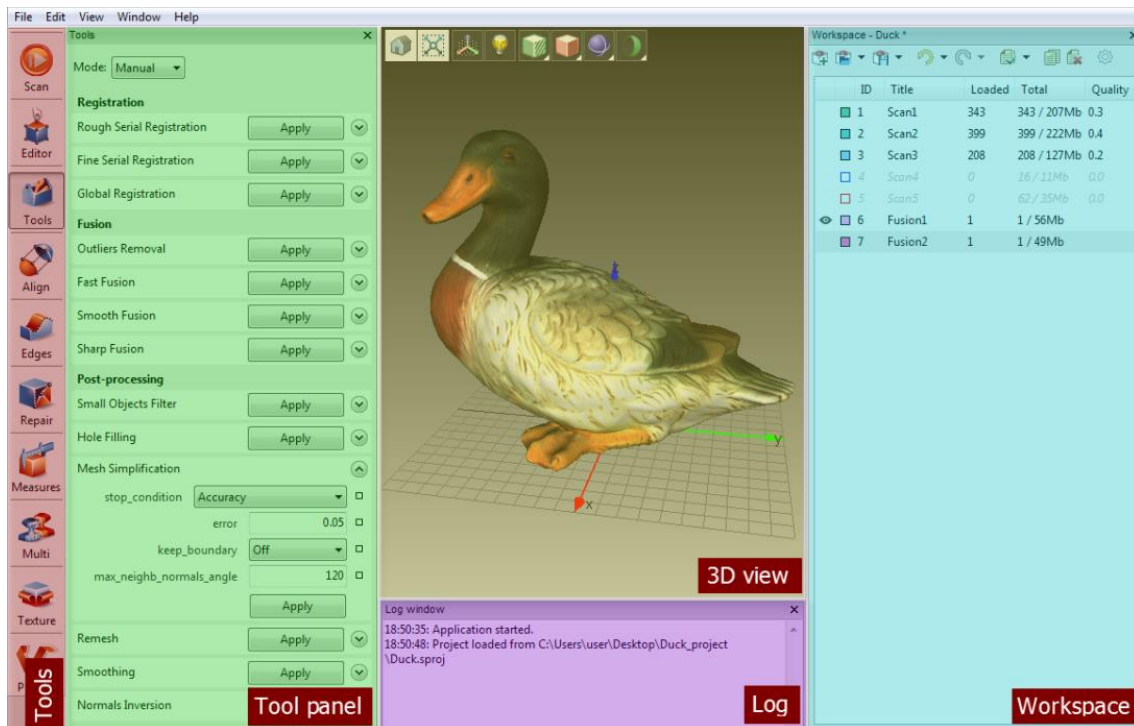 File Edit View Window Help
Scan
Editor
Tools
Align
Edges
Repair
Measures
Multi
Texture
Tools
Tools
Mode: Manual
Registration
Rough Serial Registration Apply
Fine Serial Registration Apply
Global Registration Apply
Fusion
Outliers Removal Apply
Fast Fusion Apply
Smooth Fusion Apply
Sharp Fusion Apply
Post-processing
Small Objects Filter Apply
Hole Filling Apply
Mesh Simplification
stop_condition Accuracy
error 0.05
keep_boundary Off
max_neighb_normals_angle 120
Apply
Remesh Apply
Smoothing Apply
Normals Inversion
Tool panel
z
y
x
3D view
Log window
18:50:35: Application started.
18:50:48: Project loaded from C:\Users\user\Desktop\Duck_project
\Duck.sproj
Log
Workspace - Duck *
ID Title Loaded Total Quality
1 Scan1 343 343 / 207Mb 0.3
2 Scan2 399 399 / 222Mb 0.4
3 Scan3 208 208 / 127Mb 0.2
4 Scan4 0 16 / 11Mb 0.0
5 Scan5 0 62 / 35Mb 0.0
6 Fusion1 1 1 / 56Mb
7 Fusion2 1 1 / 49Mb
Workspace